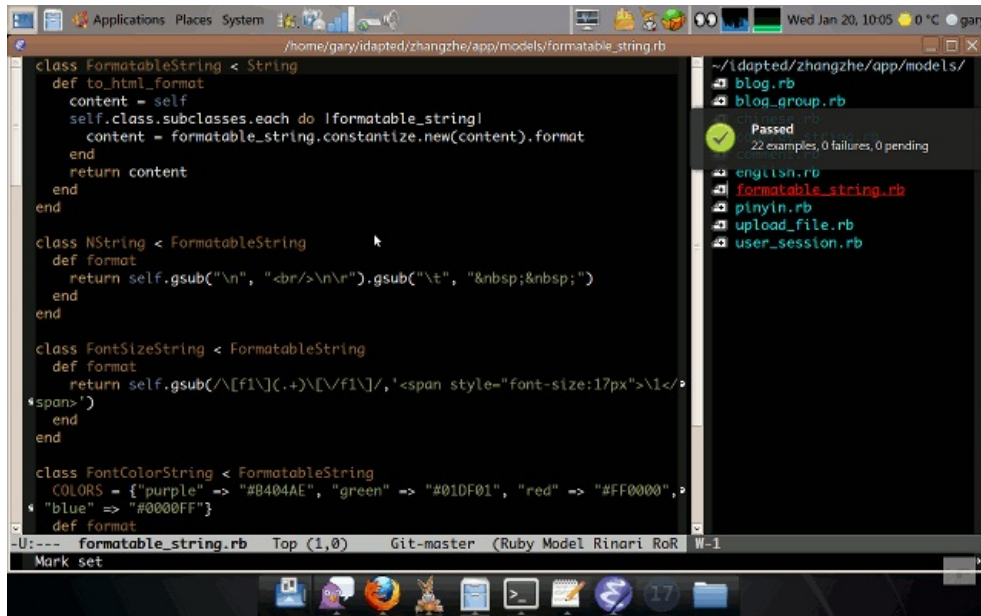 Applications Places System
Wed Jan 20, 10:05
0 °C
gar
/home/gary/idapted/zhangzhe/app/models/formatable_string.rb
class FormatableString < String
  def to_html_format
    content = self
    self.class.subclasses.each do |formatable_string|
      content = formatable_string.constantize.new(content).format
    end
    return content
  end
end
class NString < FormatableString
  def format
    return self.gsub("\n", "<br/>\n\r").gsub("\t", "&nbsp;&nbsp;")
  end
end
class FontSizeString < FormatableString
  def format
    return self.gsub(/\[f1\](.+)\[\/f1\]/,'<span style="font-size:17px">\1</
span>')
  end
end
class FontColorString < FormatableString
  COLORS = {"purple" => "#B404AE", "green" => "#01DF01", "red" => "#FF0000",
 "blue" => "#0000FF"}
  def format
-U:--- formatable_string.rb Top (1,0) Git-master (Ruby Model Rinari RoR
Mark set
~/idapted/zhangzhe/app/models/
blog.rb
blog_group.rb
Passed
22 examples, 0 failures, 0 pending
english.rb
formatable_string.rb
pinyin.rb
upload_file.rb
user_session.rb
W-1
17